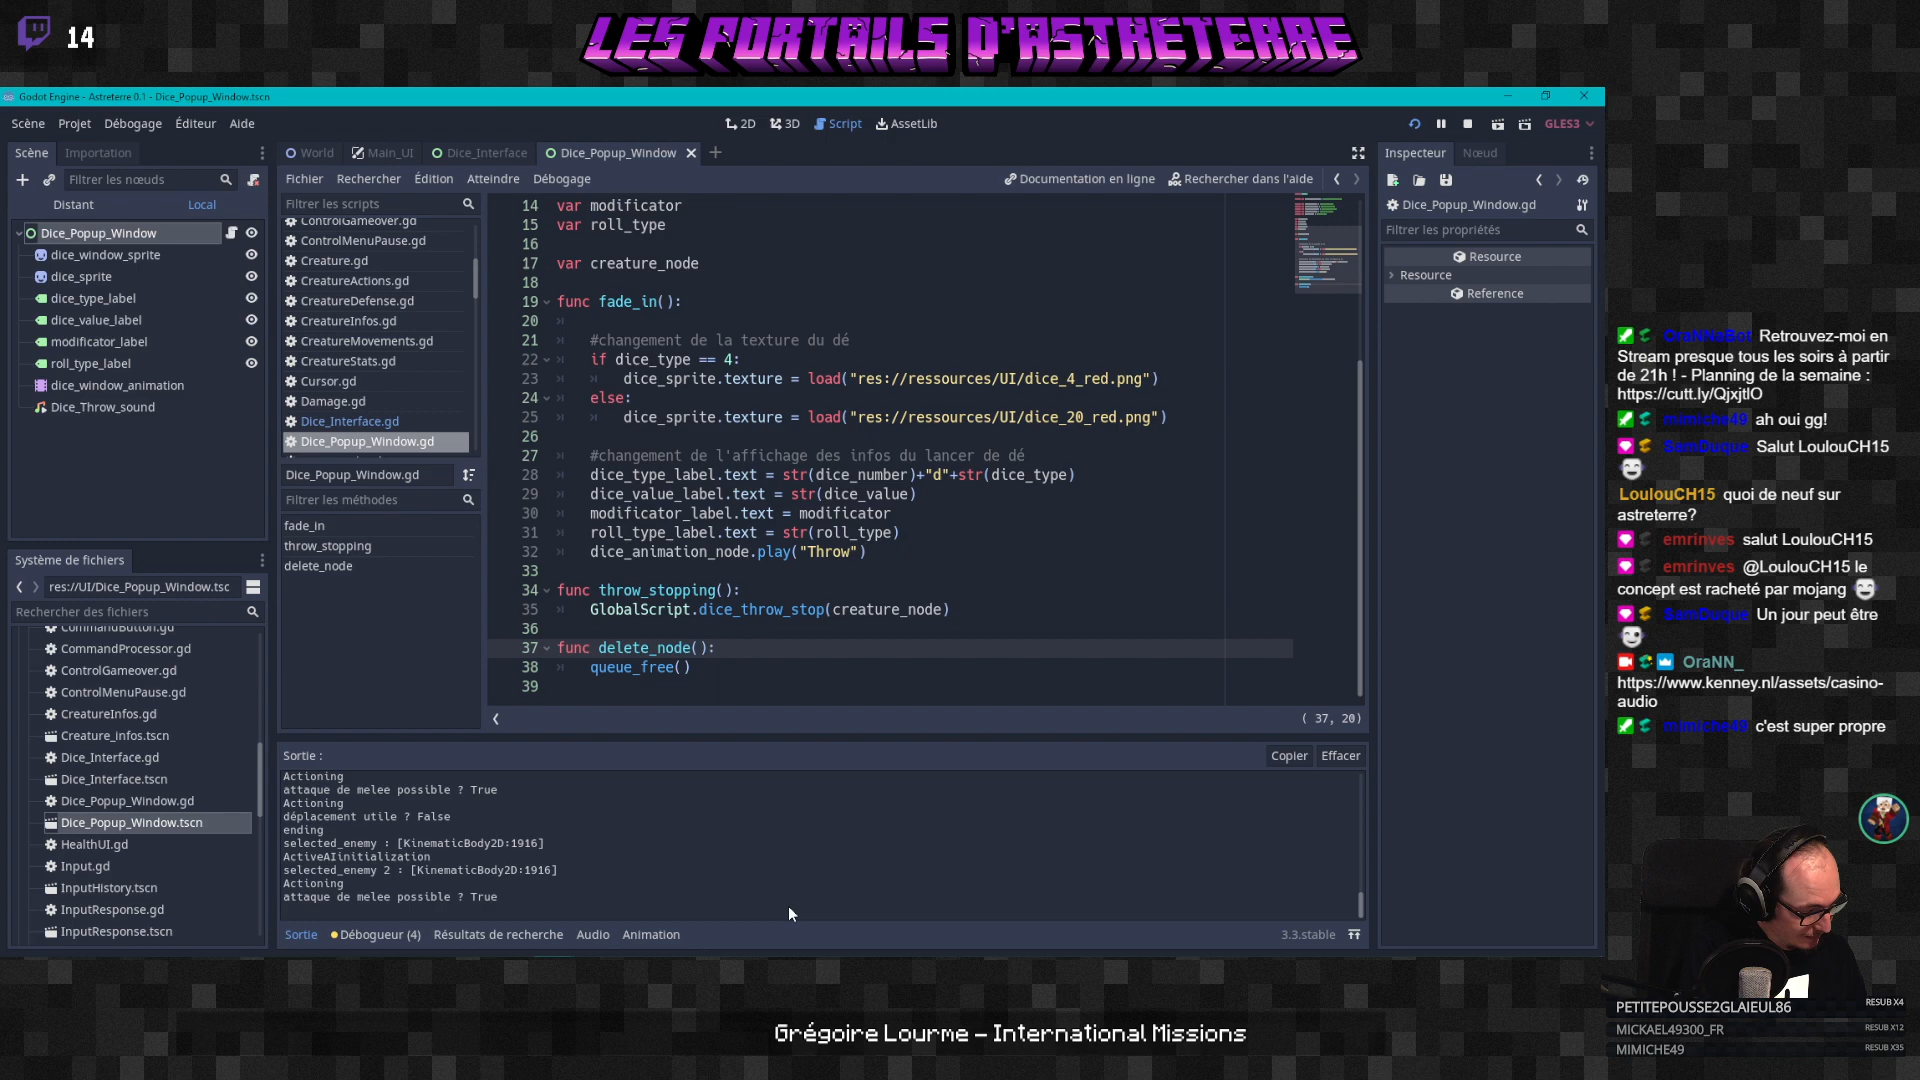 14
LES PORTAILS D'ASTRÉTERRE
Godot Engine - Astreterre 0.1 - Dice_Popup_Window.tscn
Scène Projet Débogage Éditeur Aide
2D 3D Script AssetLib
GLES3
Scène Importation
Filtrer les nœuds
Distant Local
Dice_Popup_Window
dice_window_sprite
dice_sprite
dice_type_label
dice_value_label
modificator_label
roll_type_label
dice_window_animation
Dice_Throw_sound
Système de fichiers
res://UI/Dice_Popup_Window.tsc
Rechercher des fichiers
CommandButton.gd
CommandProcessor.gd
ControlGameover.gd
ControlMenuPause.gd
CreatureInfos.gd
Creature_infos.tscn
Dice_Interface.gd
Dice_Interface.tscn
Dice_Popup_Window.gd
Dice_Popup_Window.tscn
HealthUI.gd
Input.gd
InputHistory.tscn
InputResponse.gd
InputResponse.tscn
World Main_UI Dice_Interface Dice_Popup_Window
Fichier Rechercher Édition Atteindre Débogage
Documentation en ligne Rechercher dans l'aide
Filtrer les scripts
ControlGameover.gd
ControlMenuPause.gd
Creature.gd
CreatureActions.gd
CreatureDefense.gd
CreatureInfos.gd
CreatureMovements.gd
CreatureStats.gd
Cursor.gd
Damage.gd
Dice_Interface.gd
Dice_Popup_Window.gd
Dice_Popup_Window.gd
Filtrer les méthodes
fade_in
throw_stopping
delete_node
14 var modificator
15 var roll_type
16
17 var creature_node
18
19 func fade_in():
20
21 #changement de la texture du dé
22 if dice_type == 4:
23 dice_sprite.texture = load("res://ressources/UI/dice_4_red.png")
24 else:
25 dice_sprite.texture = load("res://ressources/UI/dice_20_red.png")
26
27 #changement de l'affichage des infos du lancer de dé
28 dice_type_label.text = str(dice_number)+"d"+str(dice_type)
29 dice_value_label.text = str(dice_value)
30 modificator_label.text = modificator
31 roll_type_label.text = str(roll_type)
32 dice_animation_node.play("Throw")
33
34 func throw_stopping():
35 GlobalScript.dice_throw_stop(creature_node)
36
37 func delete_node():
38 queue_free()
39
( 37, 20)
Sortie :
Copier Effacer
Actioning
attaque de melee possible ? True
Actioning
déplacement utile ? False
ending
selected_enemy : [KinematicBody2D:1916]
ActiveAIinitialization
selected_enemy 2 : [KinematicBody2D:1916]
Actioning
attaque de melee possible ? True
Sortie Débogueur (4) Résultats de recherche Audio Animation
3.3.stable
Inspecteur Nœud
Dice_Popup_Window.gd
Filtrer les propriétés
Resource
Resource
Reference
OraNNsBot Retrouvez-moi en
Stream presque tous les soirs à partir
de 21h ! - Planning de la semaine :
https://cutt.ly/QjxjtlO
mimiche49 ah oui gg!
SamDuque Salut LoulouCH15
LoulouCH15 quoi de neuf sur
astreterre?
emrinves salut LoulouCH15
emrinves @LoulouCH15 le
concept est racheté par mojang
SamDuque Un jour peut être
OraNN_
https://www.kenney.nl/assets/casino-
audio
mimiche49 c'est super propre
PETITEPOUSSE2GLAIEUL86 RESUB X4
MICKAEL49300_FR RESUB X12
MIMICHE49 RESUB X35
Grégoire Lourme – International Missions